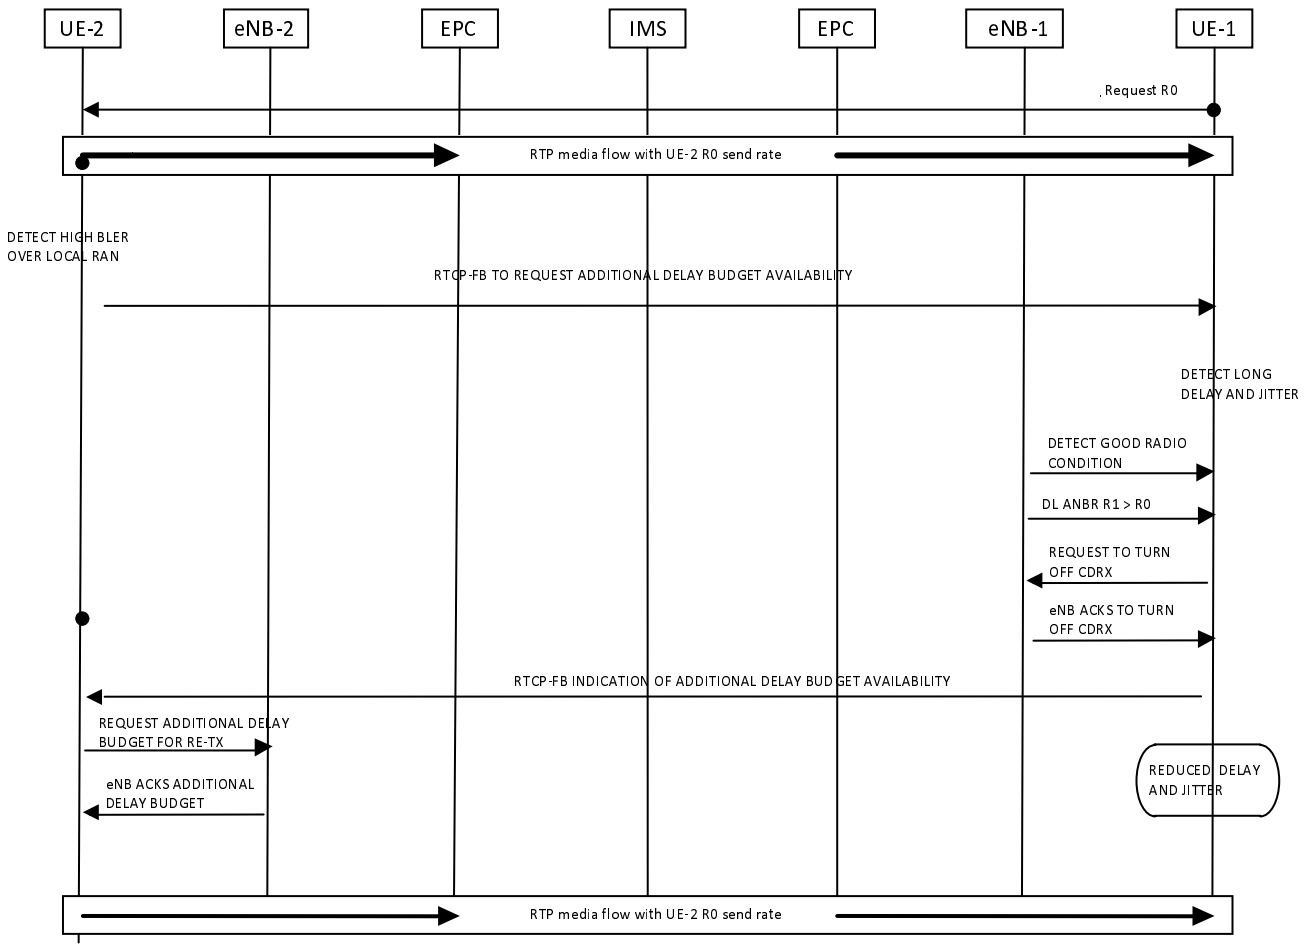 UE-2
eNB-2
EPC
IMS
EPC
eNB-1
UE-1
. Request R0
RTP media flow with UE-2 R0 send rate
DETECT HIGH BLER
OVER LOCAL RAN
RTCP-FB TO REQUEST ADDITIONAL DELAY BUDGET AVAILABILITY
DETECT LONG
DELAY AND JITTER
DETECT GOOD RADIO
CONDITION
DL ANBR R1 > R0
REQUEST TO TURN
OFF CDRX
eNB ACKS TO TURN
OFF CDRX
RTCP-FB INDICATION OF ADDITIONAL DELAY BUDGET AVAILABILITY
REQUEST ADDITIONAL DELAY
BUDGET FOR RE-TX
REDUCED DELAY
AND JITTER
eNB ACKS ADDITIONAL
DELAY BUDGET
RTP media flow with UE-2 R0 send rate